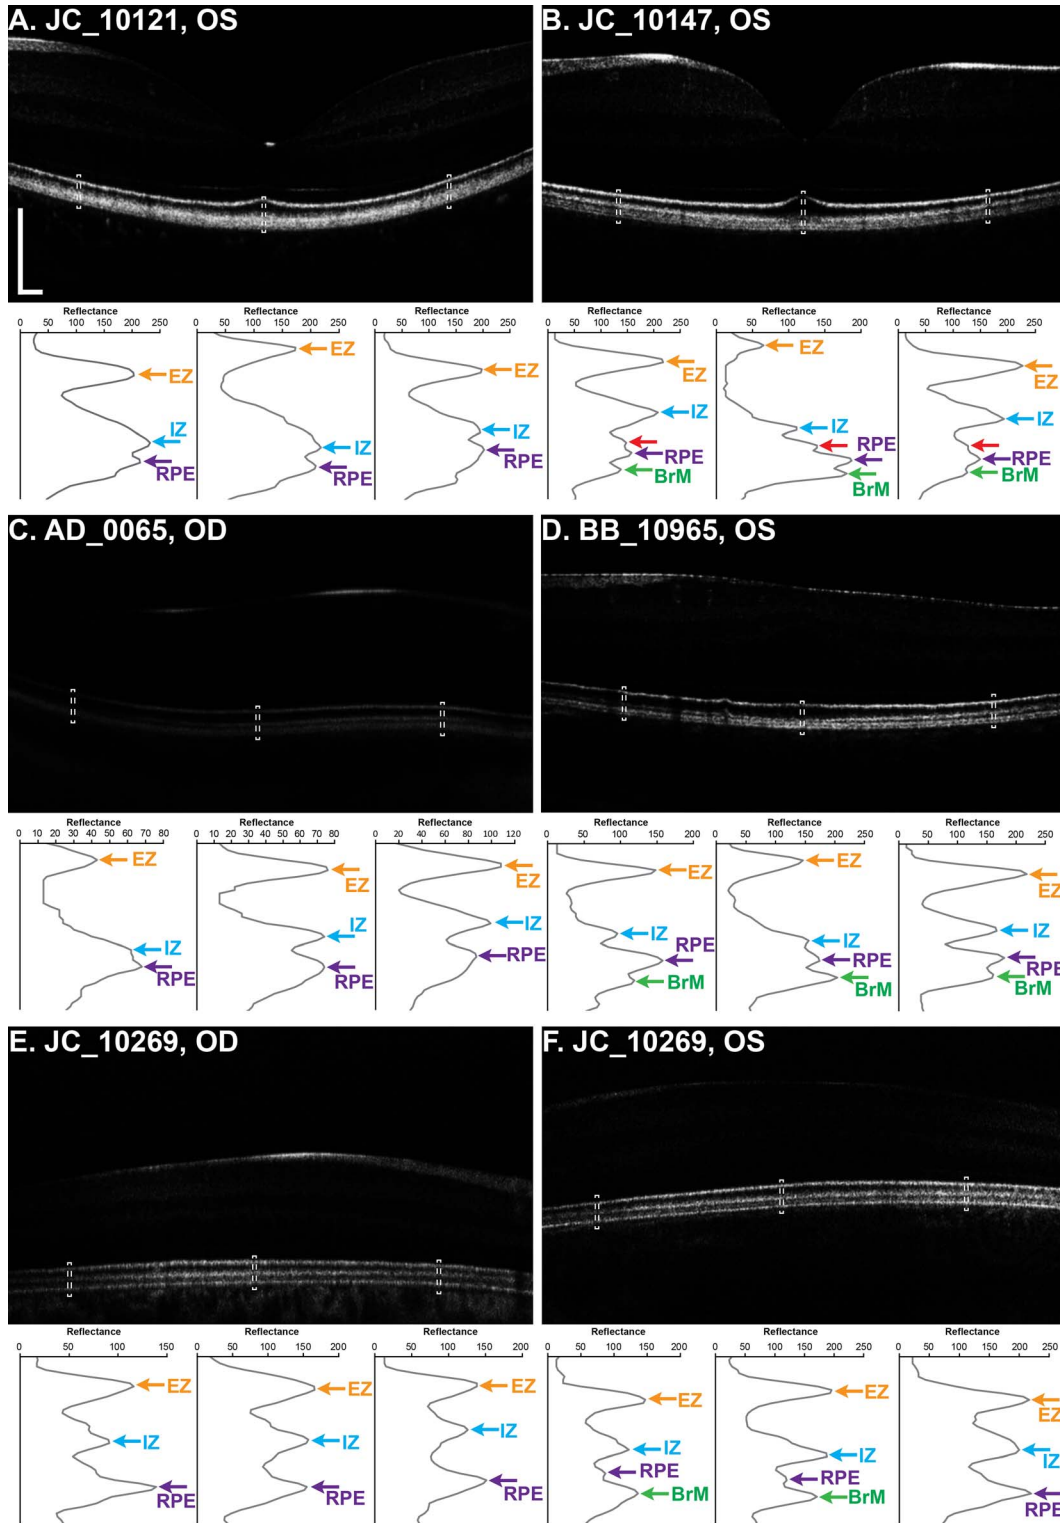 A. JC_10121, OS
B. JC_10147, OS
Reflectance Reflectance Reflectance Reflectance Reflectance Reflectance
0 50 100 150 200 250
0 50 100 150 200 250
0 50 100 150 200 250
0 50 100 150 200 250
0 50 100 150 200
0 50 100 150 200 250
EZ EZ EZ EZ EZ EZ
IZ IZ IZ IZ IZ IZ
RPE RPE RPE RPE RPE RPE
BrM BrM BrM
C. AD_0065, OD
D. BB_10965, OS
Reflectance Reflectance Reflectance Reflectance Reflectance Reflectance
0 10 20 30 40 50 60 70 80
0 10 20 30 40 50 60 70 80
20 40 60 80 100 120
0 50 100 150 200
0 50 100 150 200 250
0 50 100 150 200 250
EZ EZ EZ EZ EZ EZ
IZ IZ IZ IZ IZ IZ
RPE RPE RPE RPE RPE RPE
BrM BrM BrM
E. JC_10269, OD
F. JC_10269, OS
Reflectance Reflectance Reflectance Reflectance Reflectance Reflectance
0 50 100 150
0 50 100 150 200
0 50 100 150 200
0 50 100 150 200
0 50 100 150 200 250
0 50 100 150 200 250
EZ EZ EZ EZ EZ EZ
IZ IZ IZ IZ IZ IZ
RPE RPE RPE RPE RPE RPE
BrM BrM